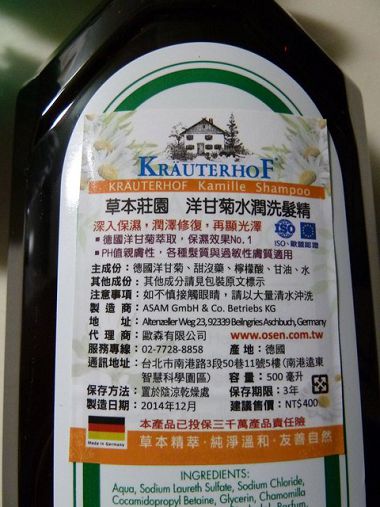 KRÄUTERHOF
KRÄUTERHOF Kamille Shampoo
草本莊園 洋甘菊水潤洗髮精
深入保濕,潤澤修復,再顯光澤
ISO
▪德國洋甘菊萃取,保濕效果No.1
ISO、歐盟認證
▪PH值親膚性、各種髮質與過敏性膚質適用
主成份:德國洋甘菊、甜沒藥、檸檬酸、甘油、水
其他成份:其他成分請見包裝原文標示
注意事項:如不慎接觸眼睛,請以大量清水沖洗
製造商:ASAM GmbH & Co. Betriebs KG
地址:Altenzeller Weg 23, 92339 Beilngries Aschbuch, Germany
代理商:歐森有限公司 www.osen.com.tw
服務專線:02-7728-8858 產地:德國
通訊地址:台北市南港路3段50巷11號5樓(南港遠東
智慧科學園區) 容量:500毫升
保存方法:置於陰涼乾燥處 保存期限:3年
製造日期:2014年12月 建議售價:NT$400
本產品已投保三千萬產品責任險
Made in Germany
草本精萃·純淨溫和·友善自然
INGREDIENTS:
Aqua, Sodium Laureth Sulfate, Sodium Chloride,
Cocamidopropyl Betaine, Glycerin, Chamomilla
Parfum